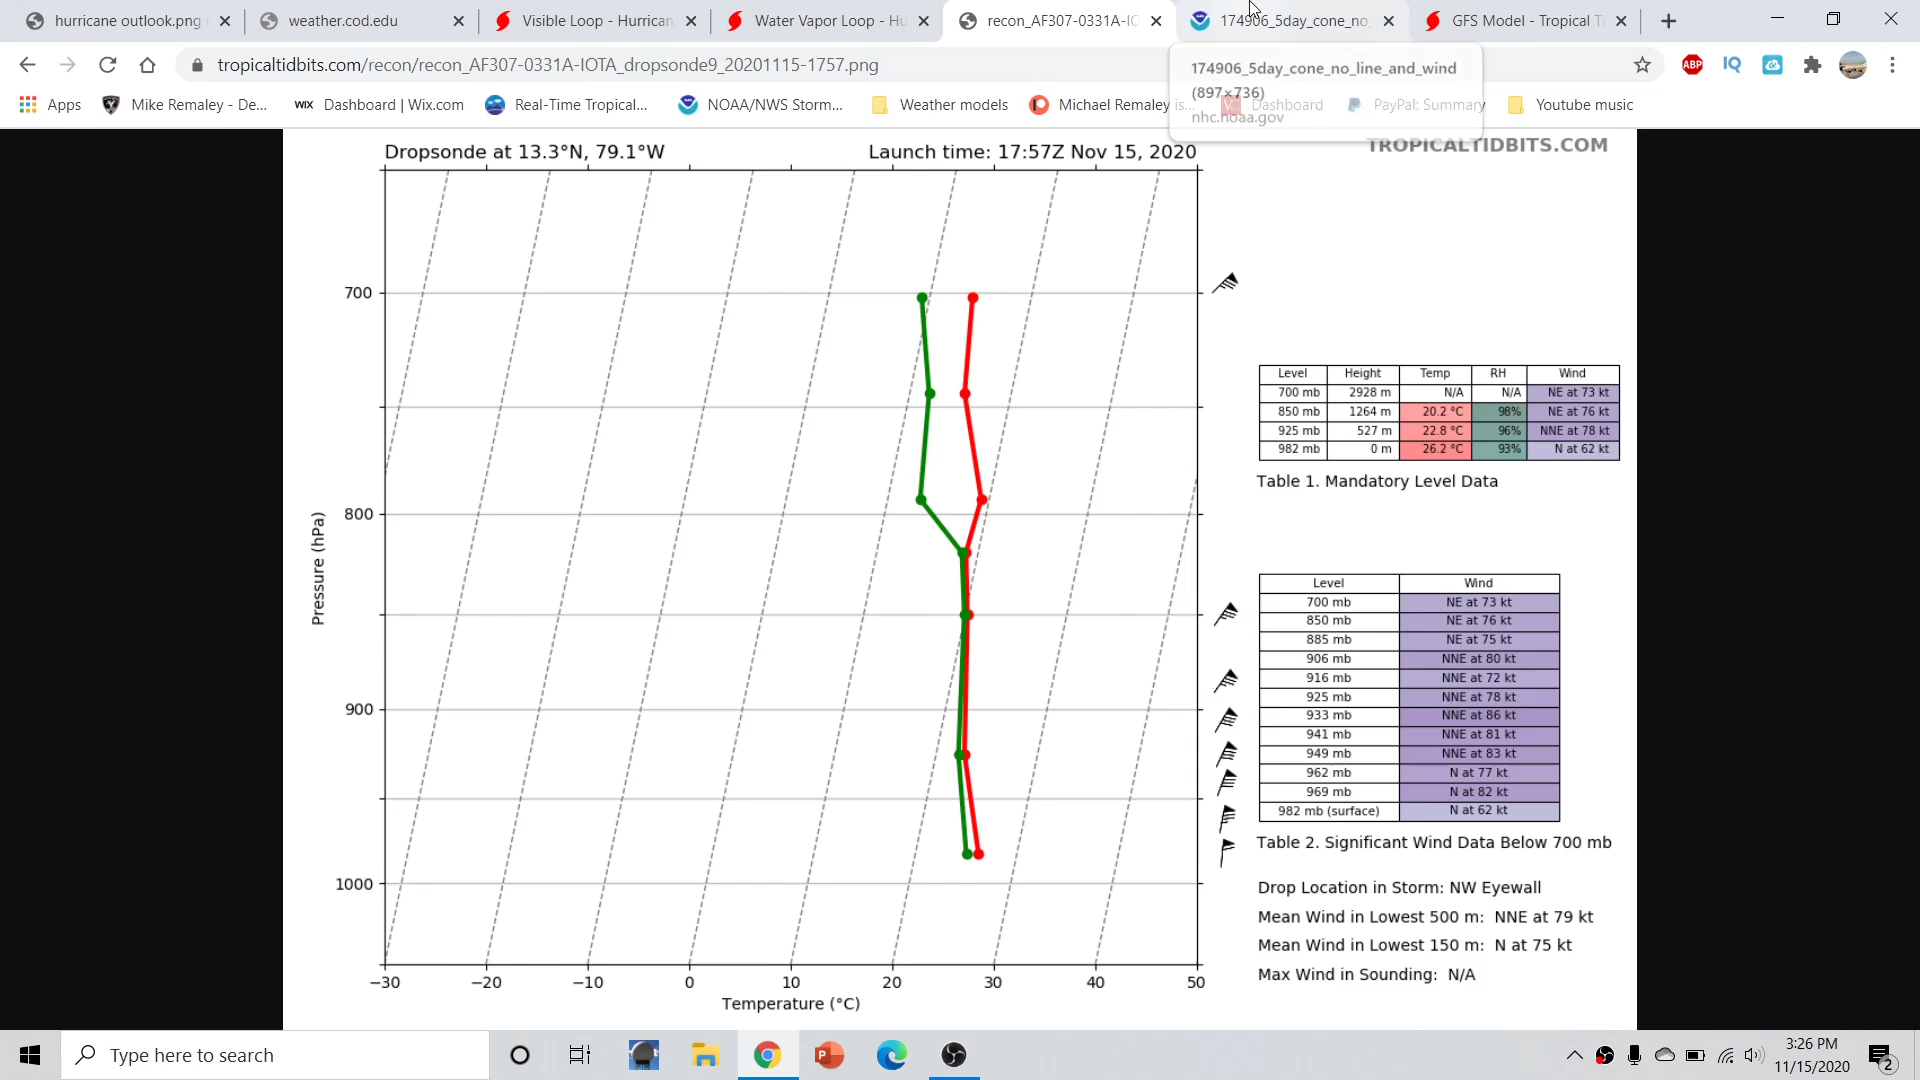 hurricane outlook.png
weather.cod.edu
Visible Loop - Hurrican
Water Vapor Loop - Hu
recon_AF307-0331A-IO
174906_5day_cone_no_
GFS Model - Tropical Ti
tropicaltidbits.com/recon/recon_AF307-0331A-IOTA_dropsonde9_20201115-1757.png
174906_5day_cone_no_line_and_wind
(897×736)
nhc.noaa.gov
ABP
IQ
Apps
Mike Remaley - De...
WIX
Dashboard | Wix.com
Real-Time Tropical...
NOAA/NWS Storm...
Weather models
Michael Remaley is...
VC
Dashboard
PayPal: Summary
Youtube music
Dropsonde at 13.3°N, 79.1°W
Launch time: 17:57Z Nov 15, 2020
TROPICALTIDBITS.COM
700
800
900
1000
Pressure (hPa)
−30
−20
−10
0
10
20
30
40
50
Temperature (°C)
Level Height Temp RH Wind
700 mb 2928 m N/A N/A NE at 73 kt
850 mb 1264 m 20.2 °C 98% NE at 76 kt
925 mb 527 m 22.8 °C 96% NNE at 78 kt
982 mb 0 m 26.2 °C 93% N at 62 kt
Table 1. Mandatory Level Data
Level Wind
700 mb NE at 73 kt
850 mb NE at 76 kt
885 mb NE at 75 kt
906 mb NNE at 80 kt
916 mb NNE at 72 kt
925 mb NNE at 78 kt
933 mb NNE at 86 kt
941 mb NNE at 81 kt
949 mb NNE at 83 kt
962 mb N at 77 kt
969 mb N at 82 kt
982 mb (surface) N at 62 kt
Table 2. Significant Wind Data Below 700 mb
Drop Location in Storm: NW Eyewall
Mean Wind in Lowest 500 m: NNE at 79 kt
Mean Wind in Lowest 150 m: N at 75 kt
Max Wind in Sounding: N/A
Type here to search
3:26 PM
11/15/2020
2